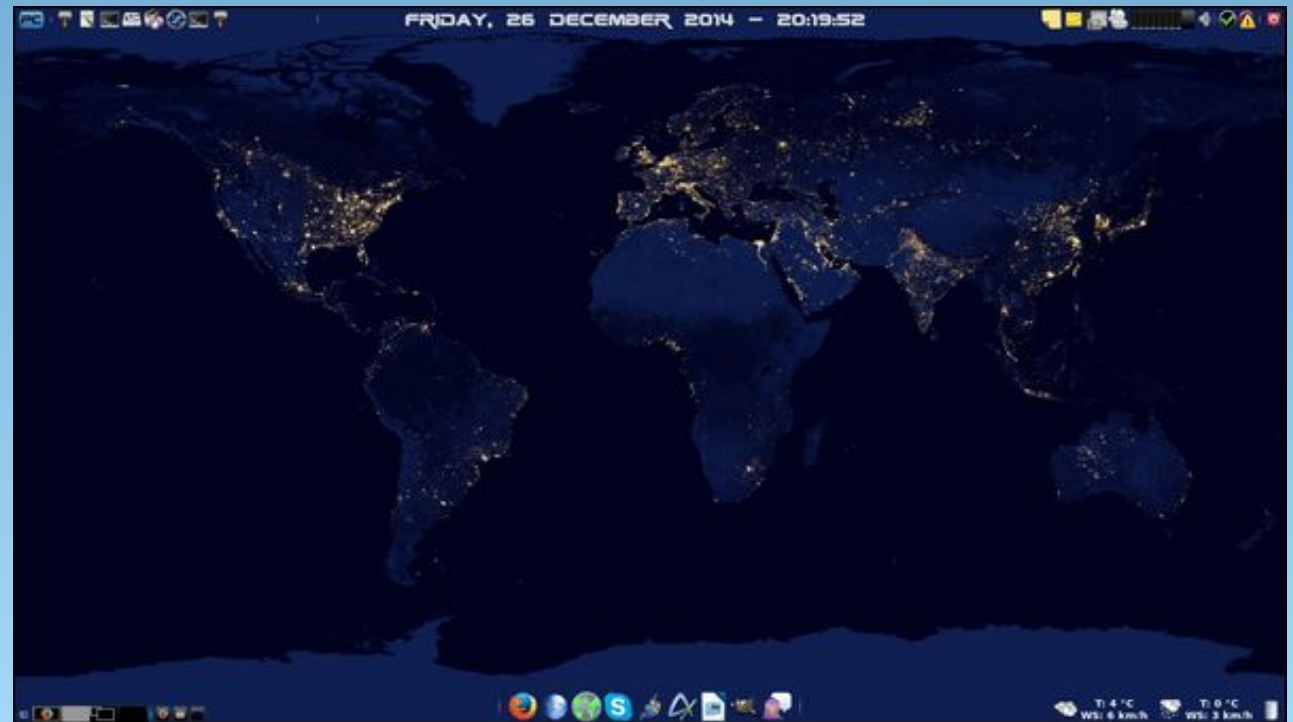 FRIDAY, 26 DECEMBER 2014 – 20:19:52
T: 4 °C
WS: 6 km/h
T: 0 °C
WS: 3 km/h